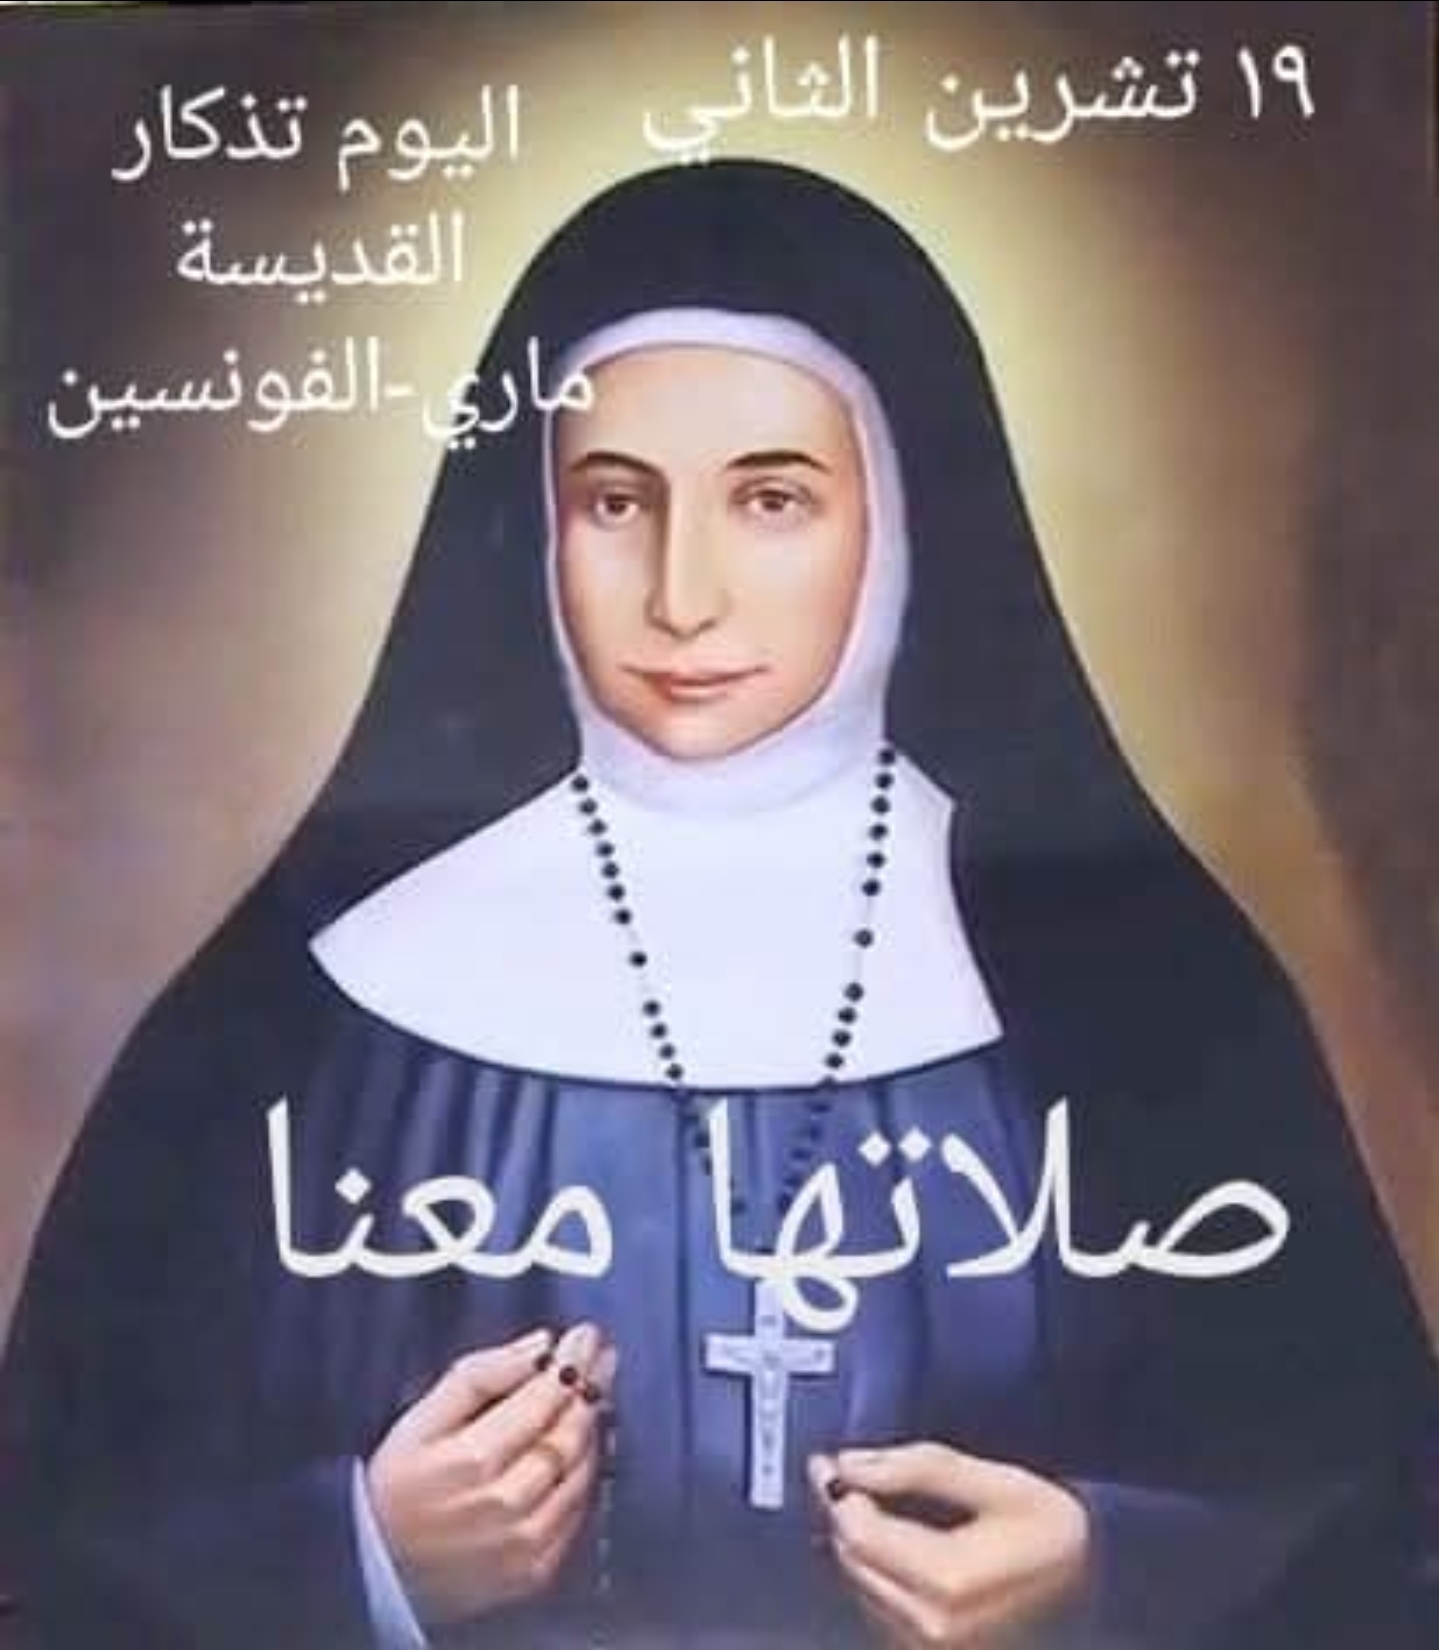 ١٩ تشرين الثاني
اليوم تذكار
القديسة
ماري-الفونسين
صلاتها معنا